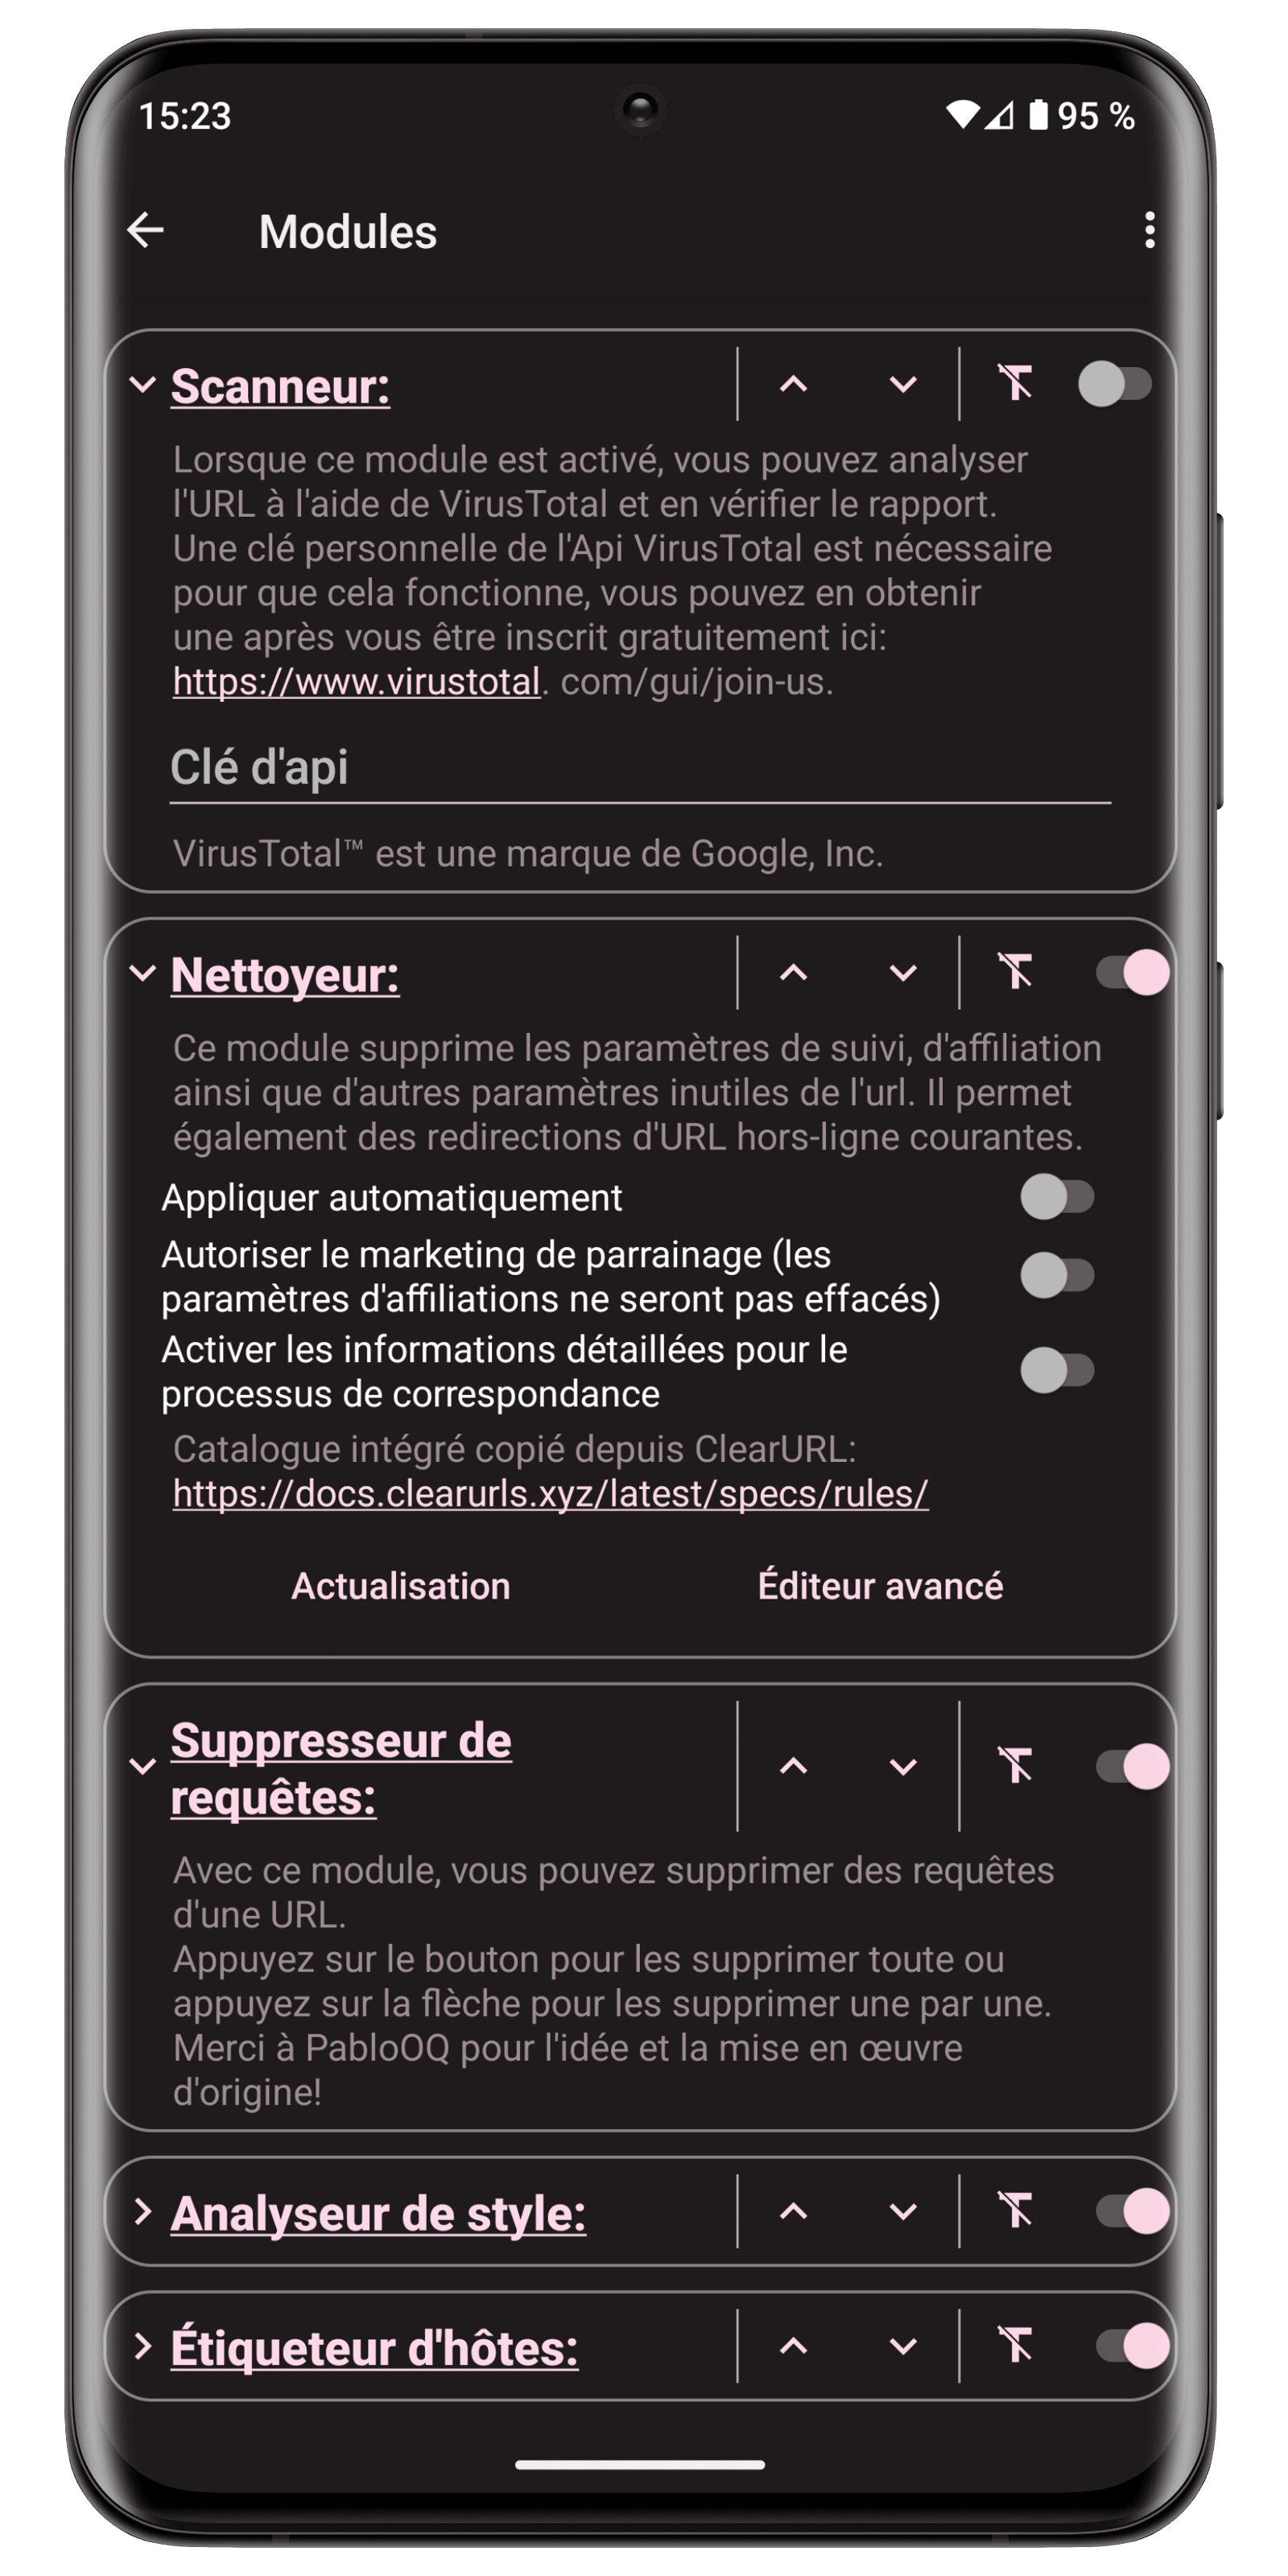 15:23
95 %
Modules
Scanneur:
Lorsque ce module est activé, vous pouvez analyser
l'URL à l'aide de VirusTotal et en vérifier le rapport.
Une clé personnelle de l'Api VirusTotal est nécessaire
pour que cela fonctionne, vous pouvez en obtenir
une après vous être inscrit gratuitement ici:
https://www.virustotal. com/gui/join-us.
Clé d'api
VirusTotal™ est une marque de Google, Inc.
Nettoyeur:
Ce module supprime les paramètres de suivi, d'affiliation
ainsi que d'autres paramètres inutiles de l'url. Il permet
également des redirections d'URL hors-ligne courantes.
Appliquer automatiquement
Autoriser le marketing de parrainage (les
paramètres d'affiliations ne seront pas effacés)
Activer les informations détaillées pour le
processus de correspondance
Catalogue intégré copié depuis ClearURL:
https://docs.clearurls.xyz/latest/specs/rules/
Actualisation
Éditeur avancé
Suppresseur de
requêtes:
Avec ce module, vous pouvez supprimer des requêtes
d'une URL.
Appuyez sur le bouton pour les supprimer toute ou
appuyez sur la flèche pour les supprimer une par une.
Merci à PabloOQ pour l'idée et la mise en œuvre
d'origine!
Analyseur de style:
Étiqueteur d'hôtes: